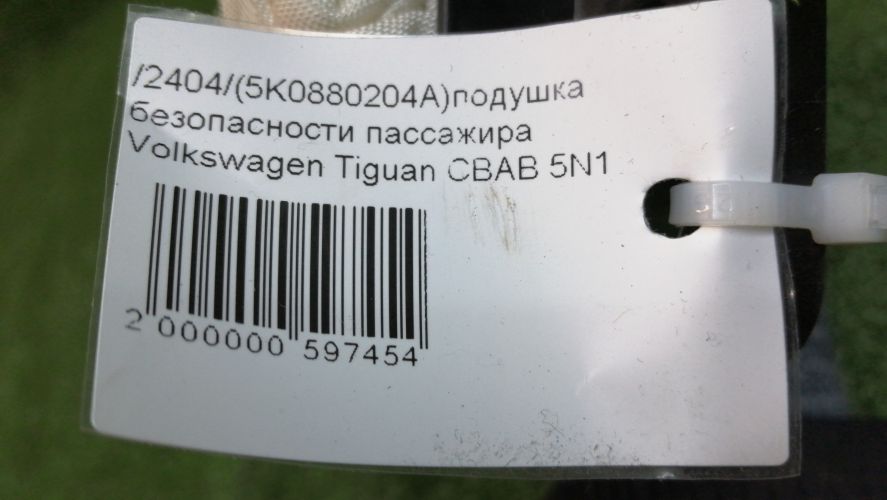 /2404/(5K0880204A)подушка
безопасности пассажира
Volkswagen Tiguan CBAB 5N1
2 000000 597454